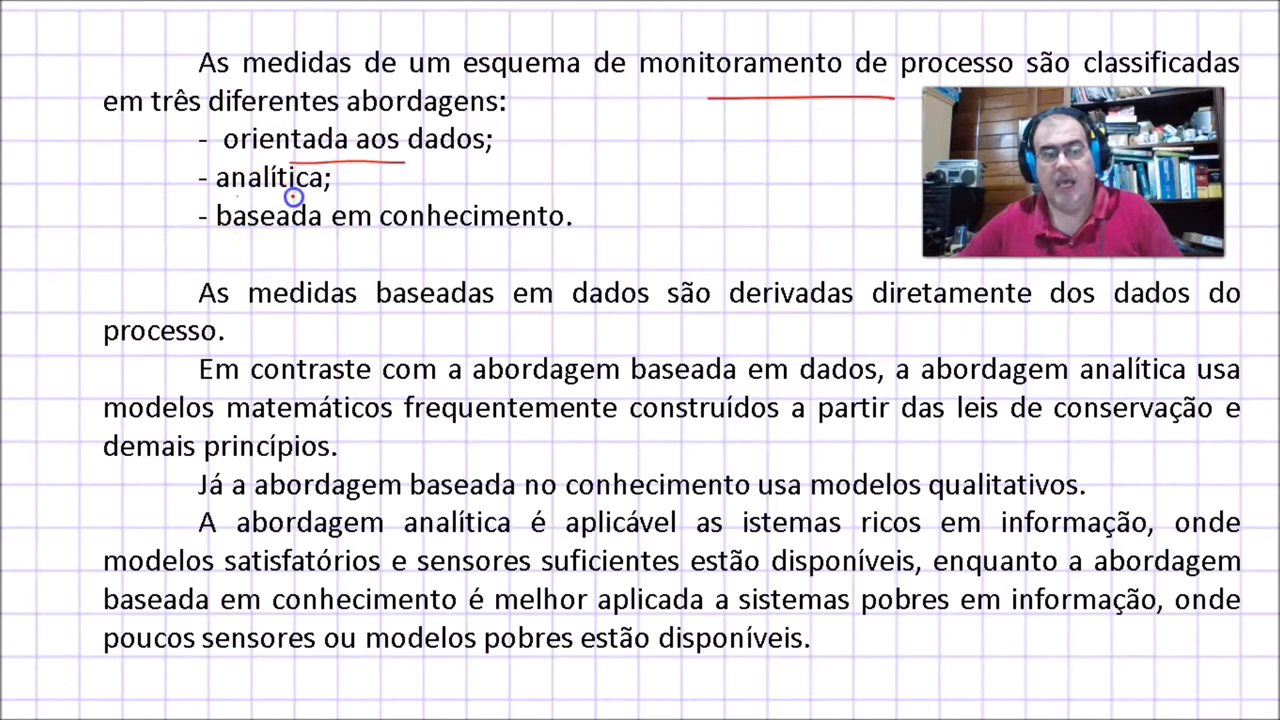 As medidas de um esquema de monitoramento de processo são classificadas
em três diferentes abordagens:
- orientada aos dados;
- analítica;
- baseada em conhecimento.
As medidas baseadas em dados são derivadas diretamente dos dados do
processo.
Em contraste com a abordagem baseada em dados, a abordagem analítica usa
modelos matemáticos frequentemente construídos a partir das leis de conservação e
demais princípios.
Já a abordagem baseada no conhecimento usa modelos qualitativos.
A abordagem analítica é aplicável as istemas ricos em informação, onde
modelos satisfatórios e sensores suficientes estão disponíveis, enquanto a abordagem
baseada em conhecimento é melhor aplicada a sistemas pobres em informação, onde
poucos sensores ou modelos pobres estão disponíveis.